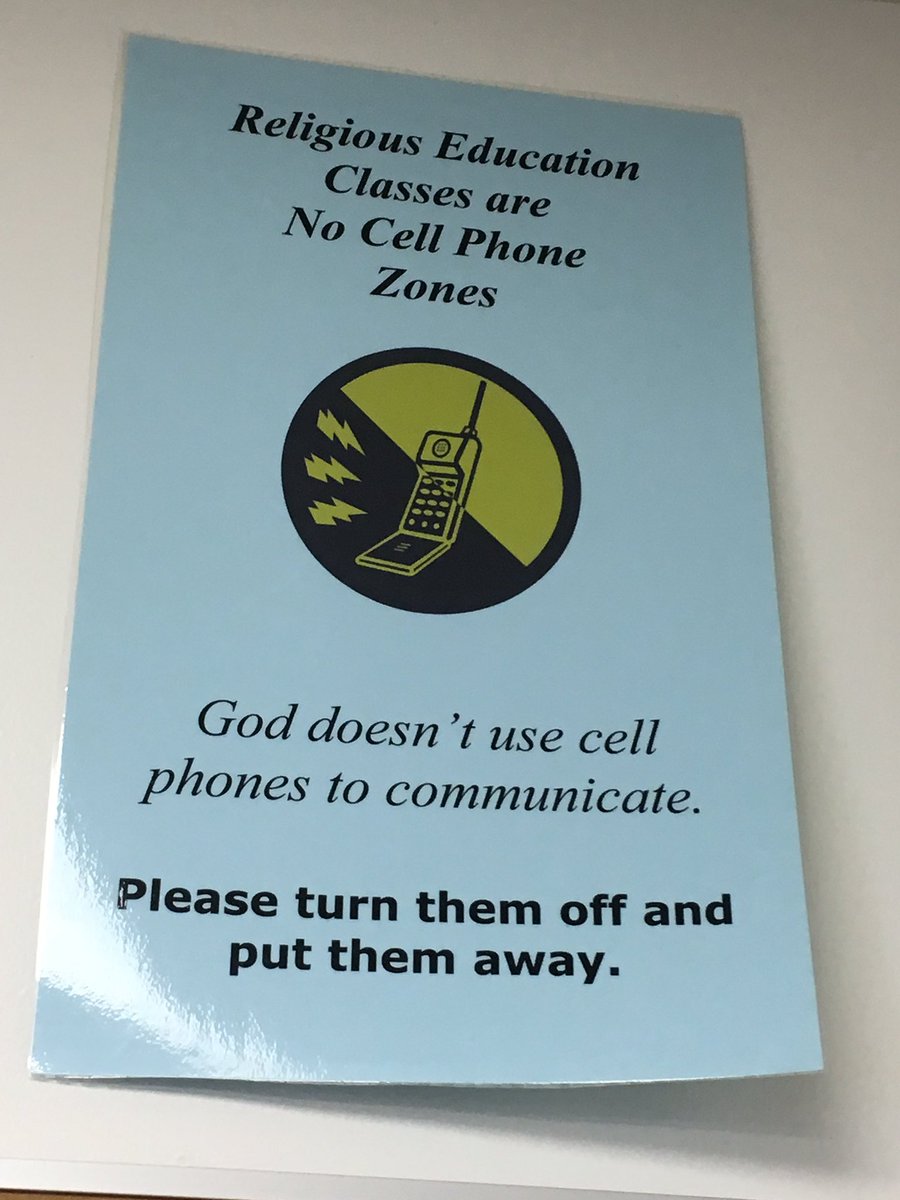 Religious Education
Classes are
No Cell Phone
Zones
God doesn't use cell
phones to communicate.
Please turn them off and
put them away.